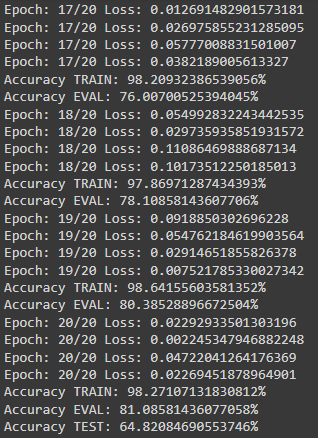 Epoch: 17/20 Loss: 0.012691482901573181
Epoch: 17/20 Loss: 0.026975855231285095
Epoch: 17/20 Loss: 0.05777008831501007
Epoch: 17/20 Loss: 0.0382189005613327
Accuracy TRAIN: 98.20932386539056%
Accuracy EVAL: 76.00700525394045%
Epoch: 18/20 Loss: 0.054992832243442535
Epoch: 18/20 Loss: 0.029735935851931572
Epoch: 18/20 Loss: 0.11086469888687134
Epoch: 18/20 Loss: 0.10173512250185013
Accuracy TRAIN: 97.86971287434393%
Accuracy EVAL: 78.10858143607706%
Epoch: 19/20 Loss: 0.0918850302696228
Epoch: 19/20 Loss: 0.054762184619903564
Epoch: 19/20 Loss: 0.02914651855826378
Epoch: 19/20 Loss: 0.007521785330027342
Accuracy TRAIN: 98.64155603581352%
Accuracy EVAL: 80.38528896672504%
Epoch: 20/20 Loss: 0.02292933501303196
Epoch: 20/20 Loss: 0.002245347946882248
Epoch: 20/20 Loss: 0.04722041264176369
Epoch: 20/20 Loss: 0.02269451878964901
Accuracy TRAIN: 98.27107131830812%
Accuracy EVAL: 81.08581436077058%
Accuracy TEST: 64.82084690553746%